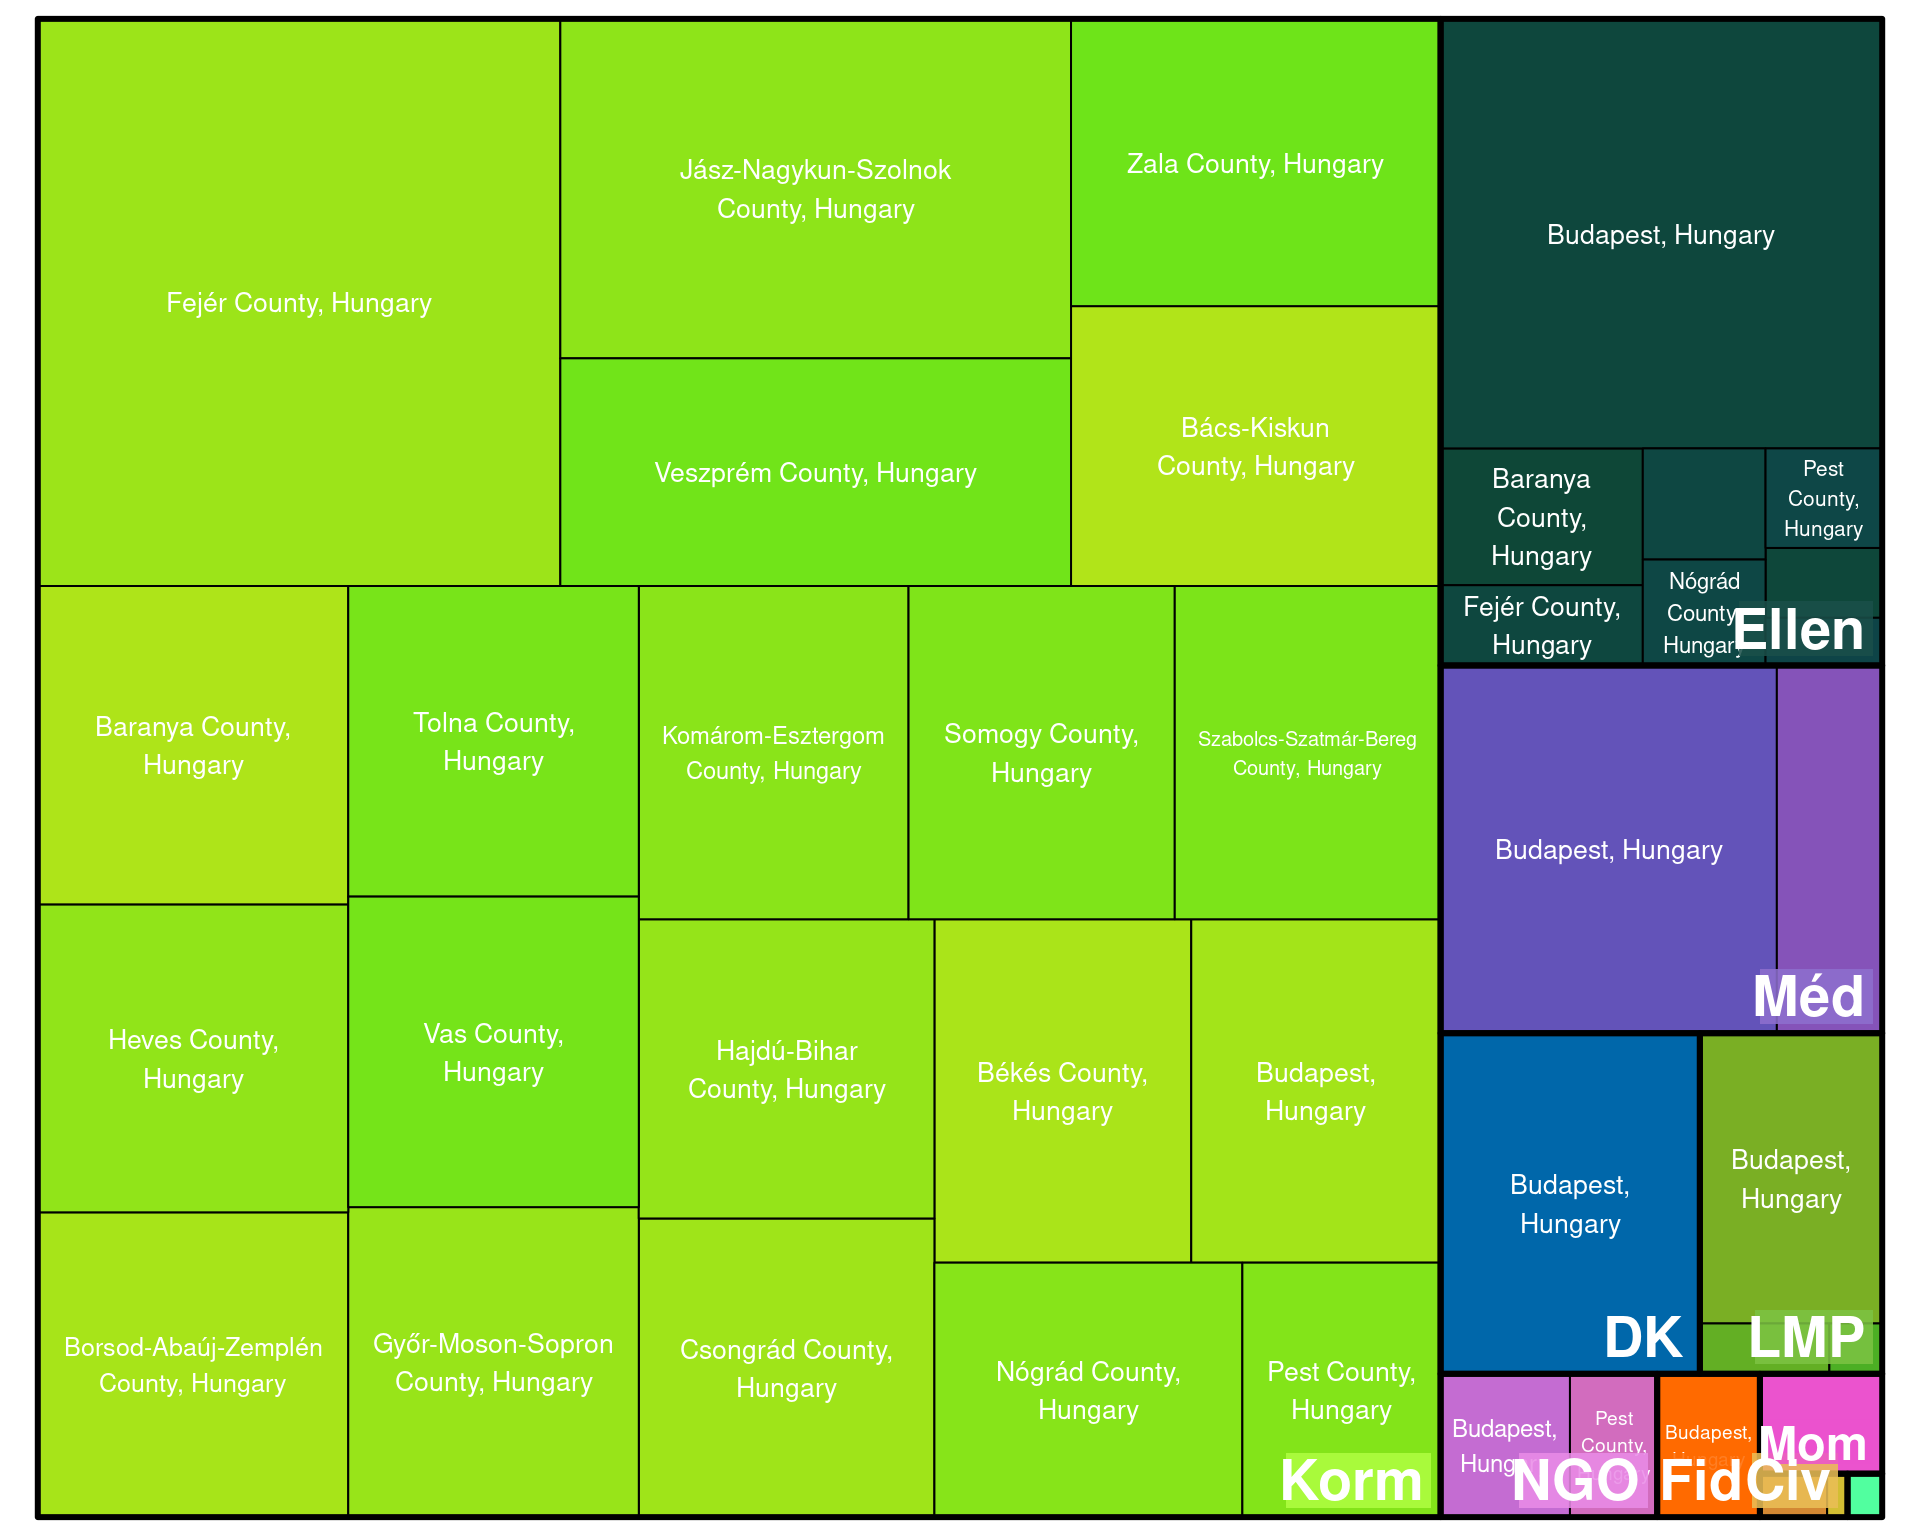 Fejér County, Hungary
Jász-Nagykun-Szolnok
County, Hungary
Veszprém County, Hungary
Zala County, Hungary
Bács-Kiskun
County, Hungary
Baranya County,
Hungary
Tolna County,
Hungary
Komárom-Esztergom
County, Hungary
Somogy County,
Hungary
Szabolcs-Szatmár-Bereg
County, Hungary
Heves County,
Hungary
Vas County,
Hungary
Hajdú-Bihar
County, Hungary
Békés County,
Hungary
Budapest,
Hungary
Borsod-Abaúj-Zemplén
County, Hungary
Győr-Moson-Sopron
County, Hungary
Csongrád County,
Hungary
Nógrád County,
Hungary
Pest County,
Hungary
Korm
Budapest, Hungary
Baranya
County,
Hungary
Pest
County,
Hungary
Fejér County,
Hungary
Nógrád
County,
Hungary
Ellen
Budapest, Hungary
Méd
Budapest,
Hungary
DK
Budapest,
Hungary
LMP
Budapest,
Hungary
Pest
County,
Hungary
NGO
Budapest,
Hungary
Fid
Mom
Civ